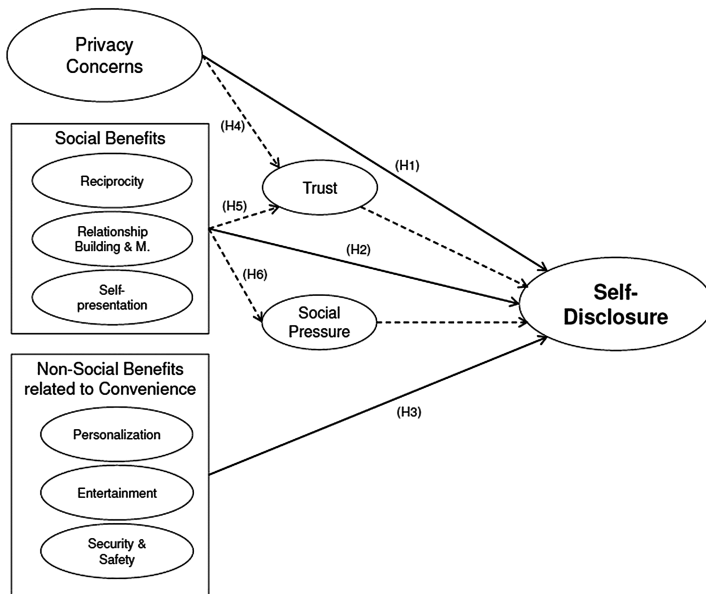 Privacy
Concerns
Social Benefits
Reciprocity
Relationship
Building & M.
Self-
presentation
(H4)
(H1)
Trust
(H5)
(H2)
(H6)
Social
Pressure
Self-
Disclosure
Non-Social Benefits
related to Convenience
Personalization
Entertainment
Security &
Safety
(H3)